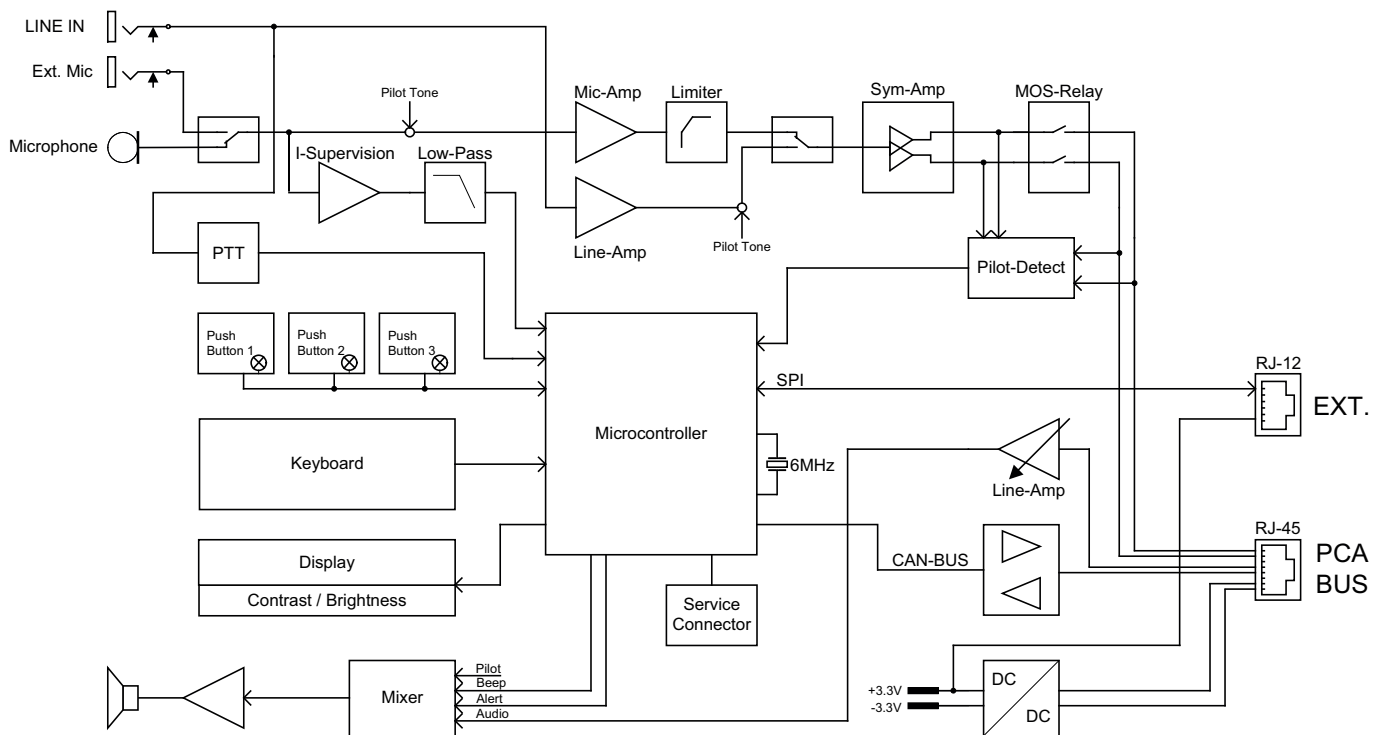 LINE IN
Ext. Mic
Microphone
Pilot Tone
I-Supervision
Low-Pass
Mic-Amp
Limiter
Line-Amp
Pilot Tone
Sym-Amp
MOS-Relay
PTT
Pilot-Detect
Push
Button 1
Push
Button 2
Push
Button 3
Microcontroller
SPI
RJ-12
EXT.
Keyboard
6MHz
Line-Amp
Display
Contrast / Brightness
CAN-BUS
RJ-45
PCA
BUS
Service
Connector
Mixer
Pilot
Beep
Alert
Audio
+3.3V
-3.3V
DC
DC